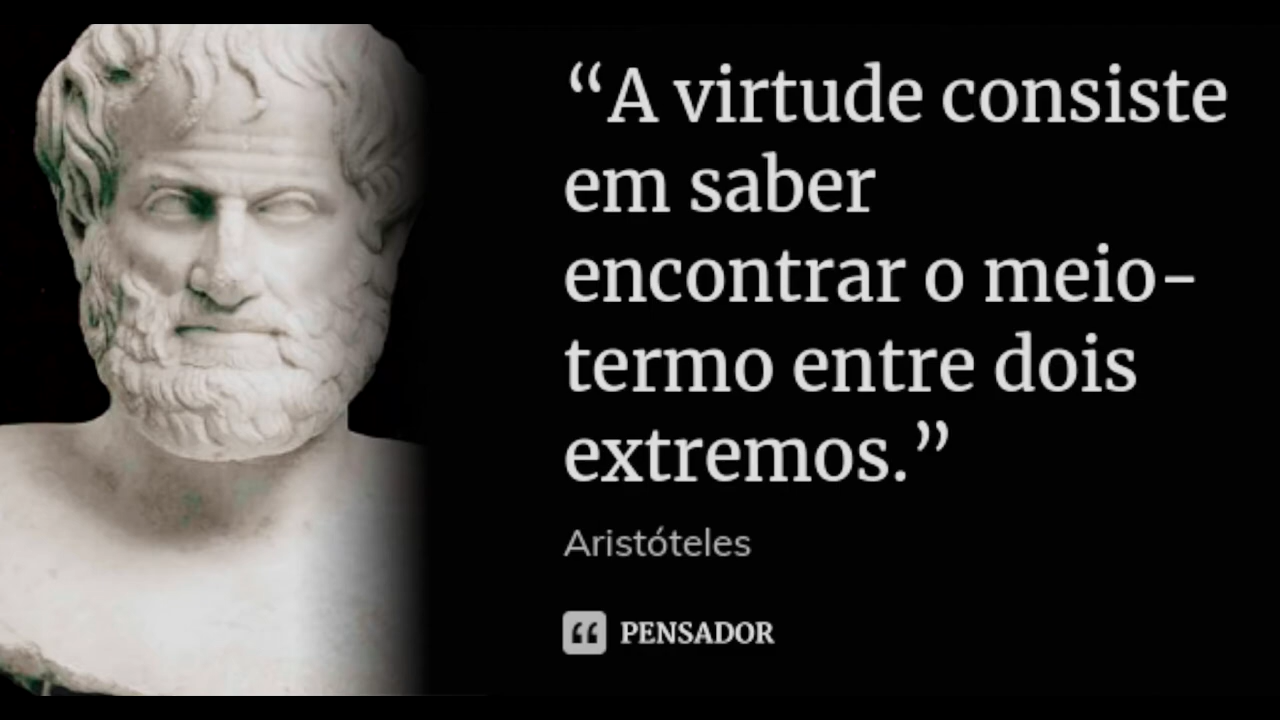 “A virtude consiste
em saber
encontrar o meio-
termo entre dois
extremos.”
Aristóteles
PENSADOR